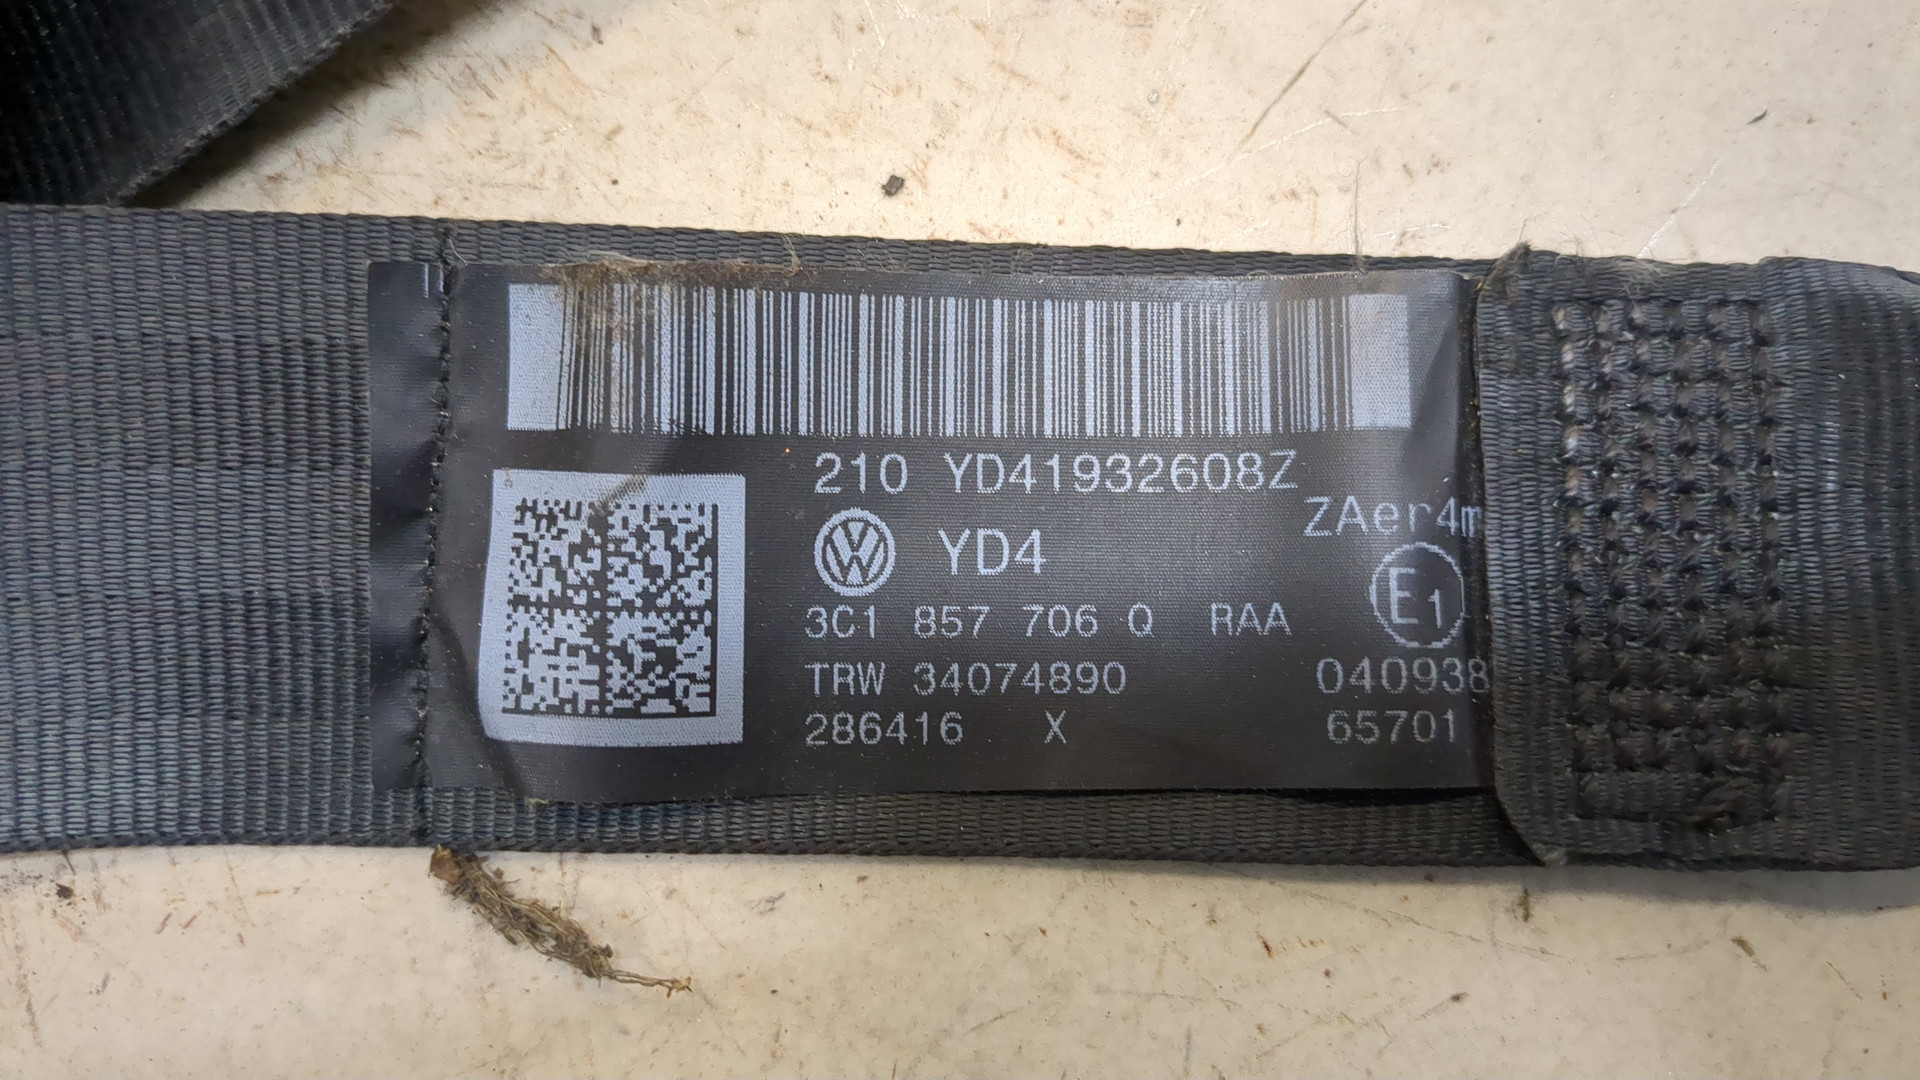 210 YD41932608Z
ZAer4m
YD4
E1
3C1 857 706 Q RAA
TRW 34074890
040938
286416 X
65701